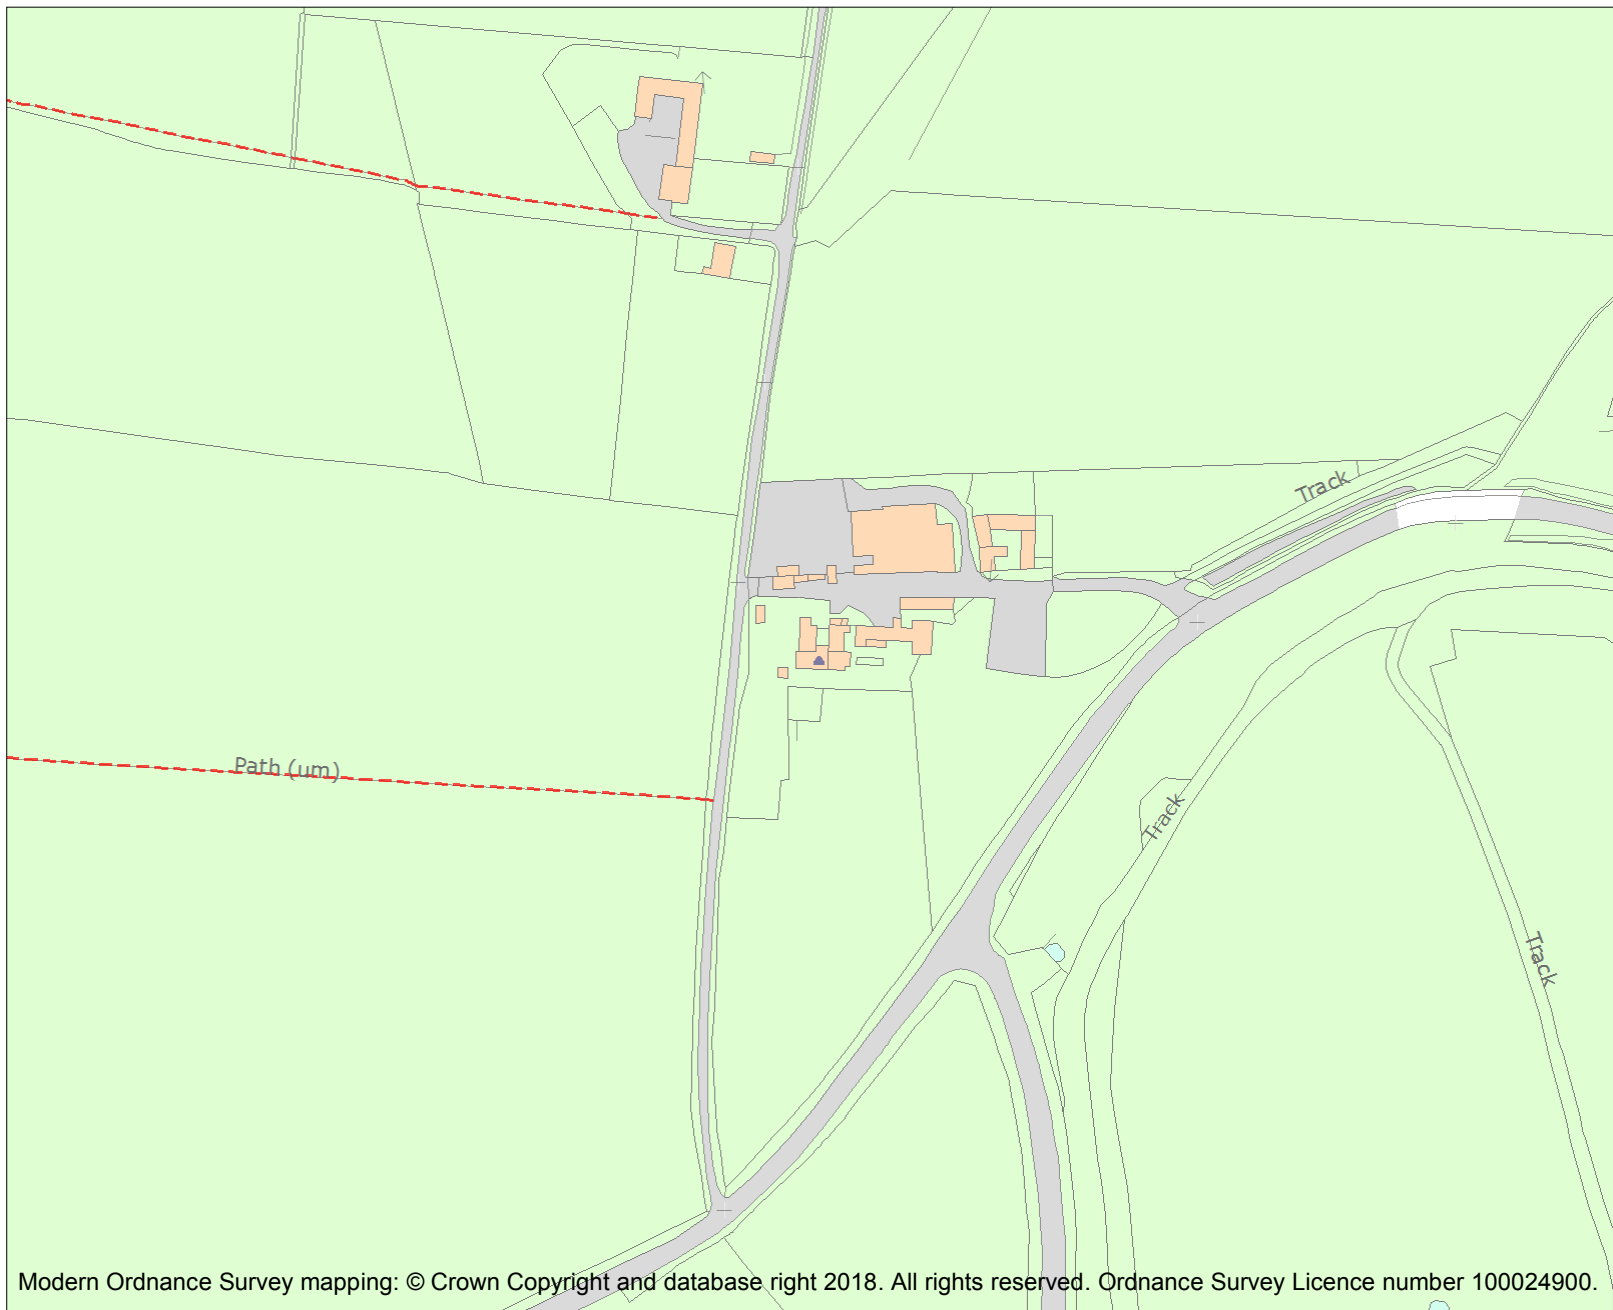 Track
Path (um)
Track
Track
Modern Ordnance Survey mapping: © Crown Copyright and database right 2018. All rights reserved. Ordnance Survey Licence number 100024900.